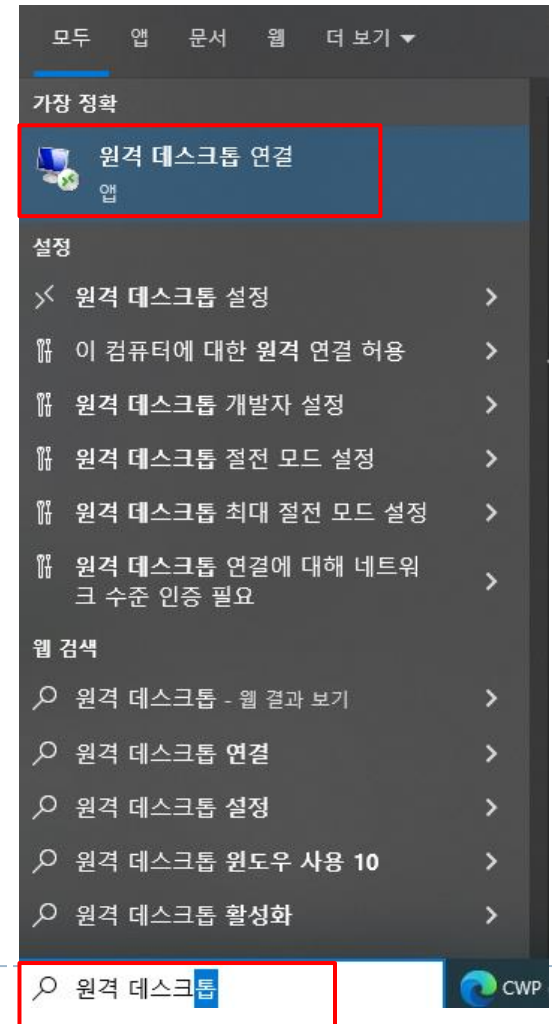 모두 앱 문서 웹 더 보기
가장 정확
원격 데스크톱 연결
앱
설정
원격 데스크톱 설정
이 컴퓨터에 대한 원격 연결 허용
원격 데스크톱 개발자 설정
원격 데스크톱 절전 모드 설정
원격 데스크톱 최대 절전 모드 설정
원격 데스크톱 연결에 대해 네트워
크 수준 인증 필요
웹 검색
원격 데스크톱 - 웹 결과 보기
원격 데스크톱 연결
원격 데스크톱 설정
원격 데스크톱 윈도우 사용 10
원격 데스크톱 활성화
원격 데스크톱
CWP